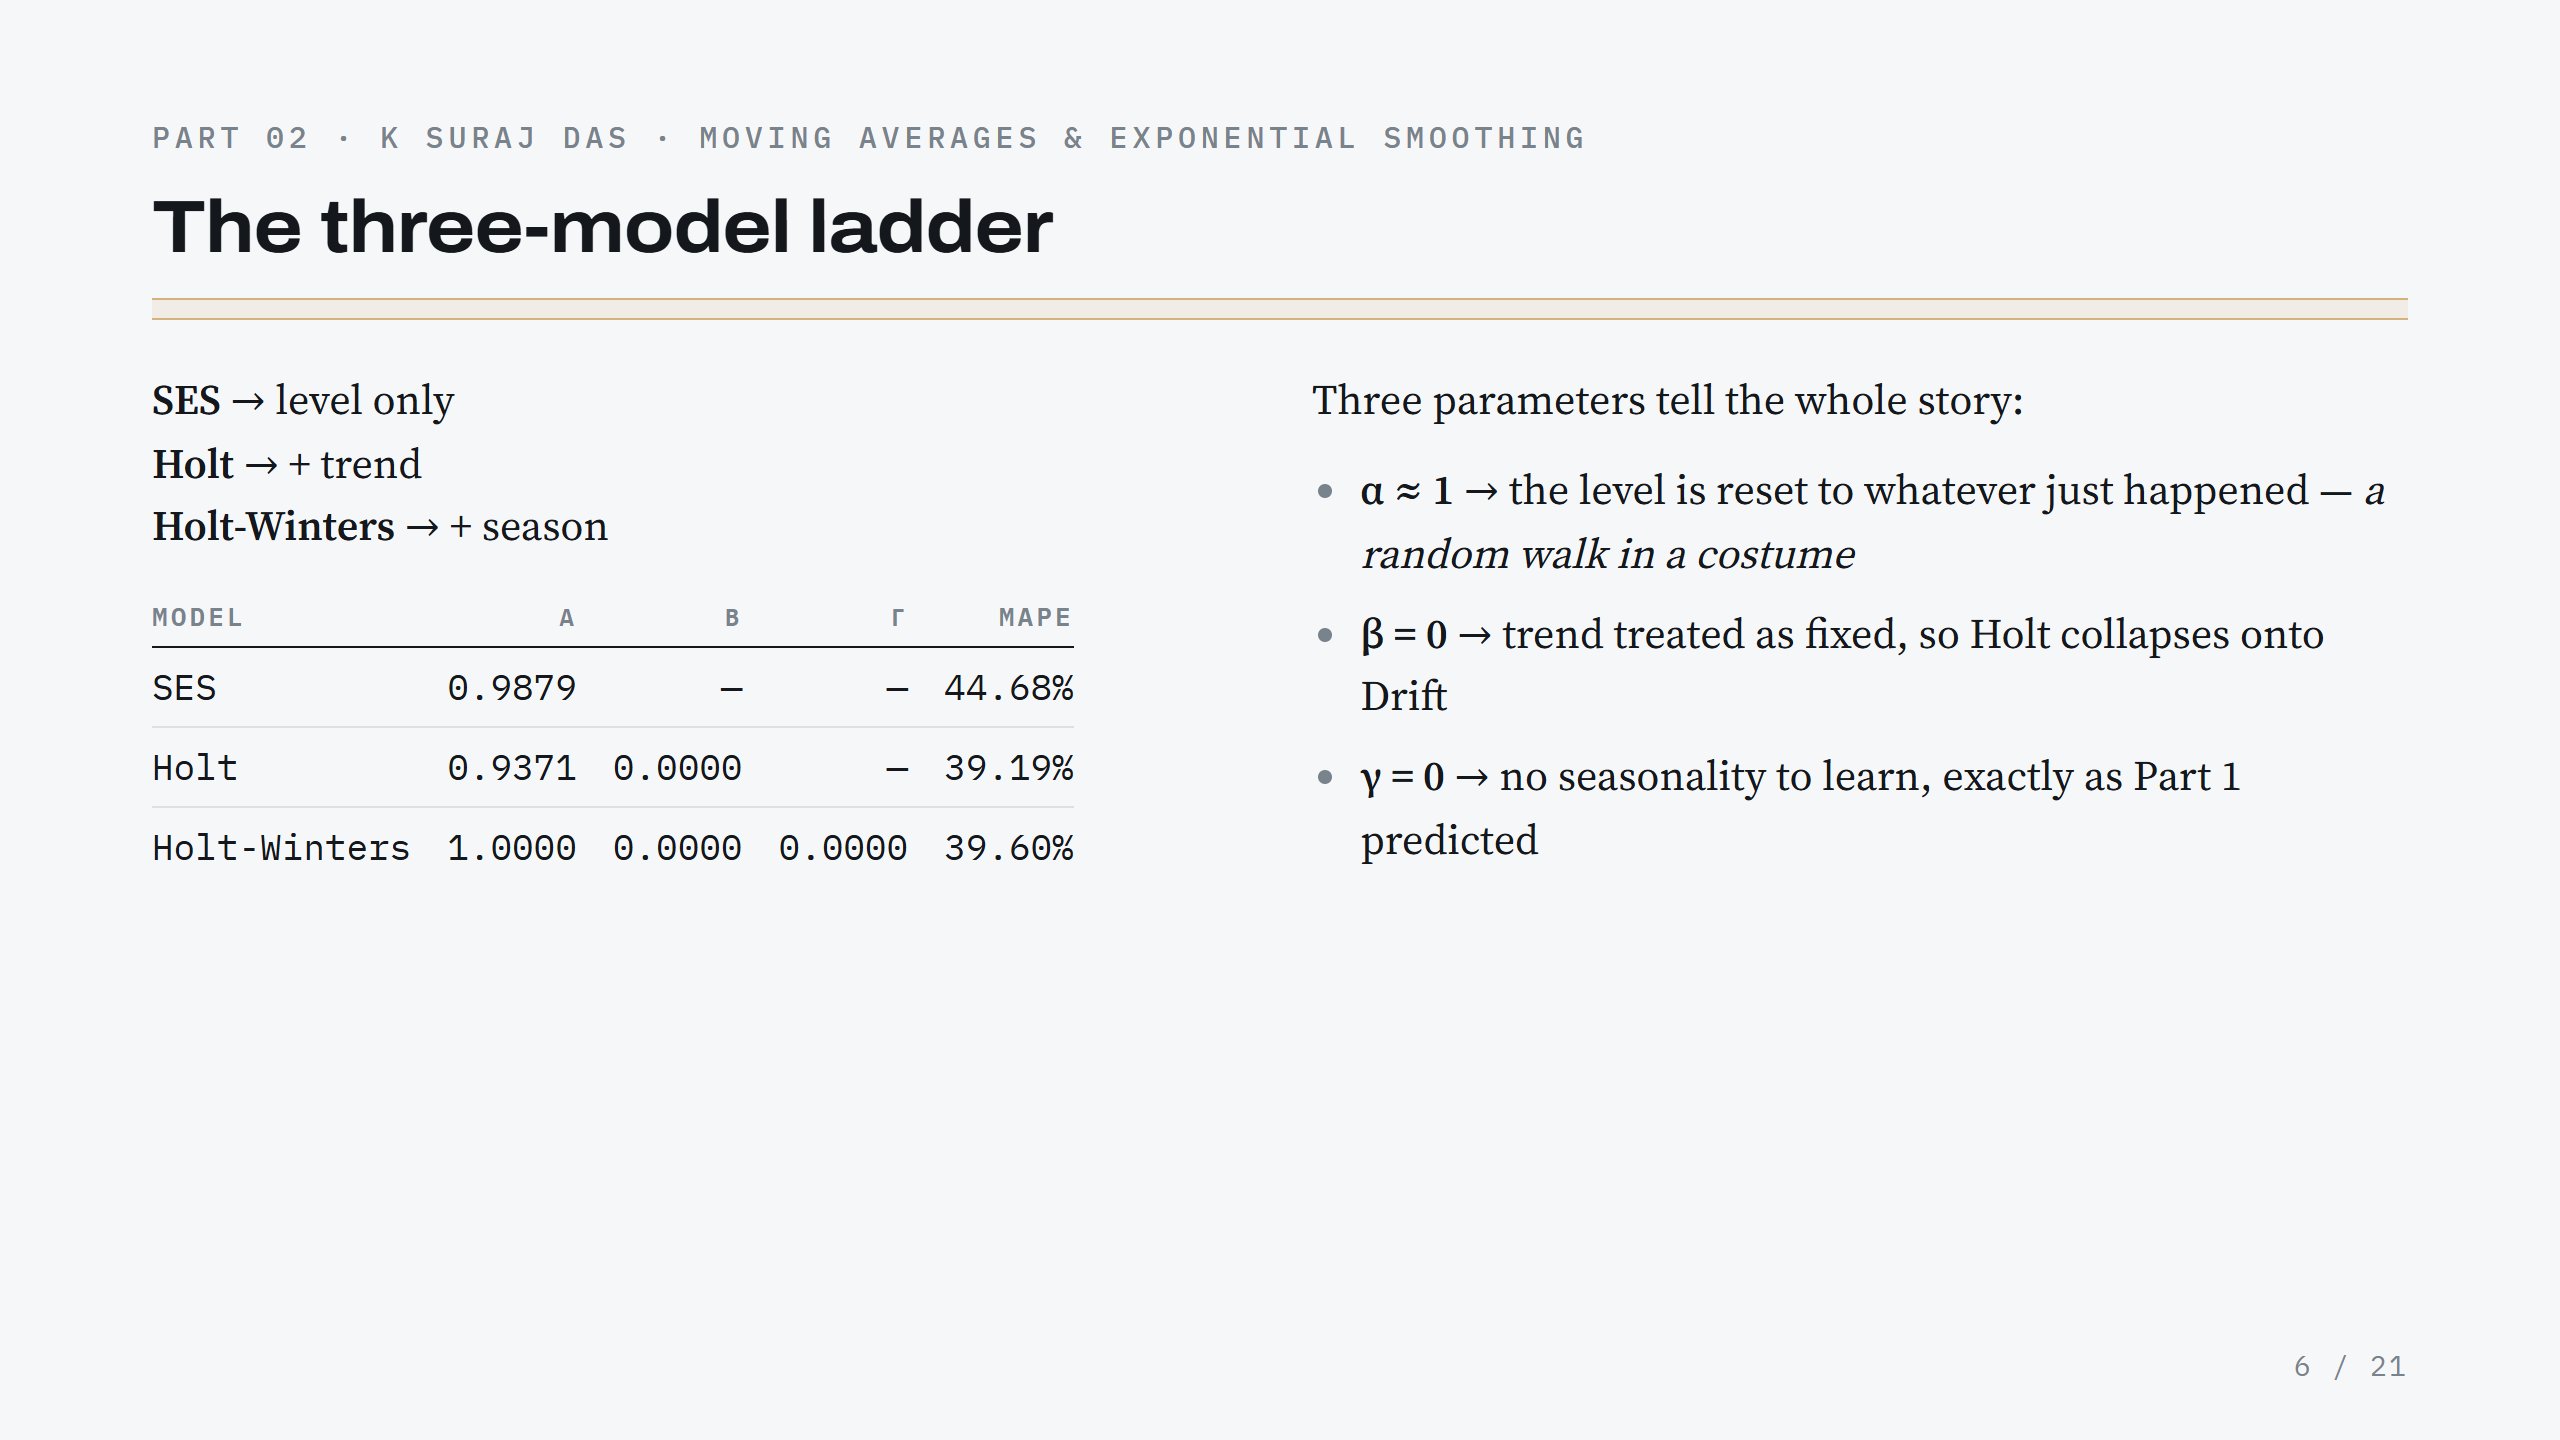 PART 02 · K SURAJ DAS · MOVING AVERAGES & EXPONENTIAL SMOOTHING
The three-model ladder
SES → level only
Holt → + trend
Holt-Winters → + season
MODEL Α Β Γ MAPE
SES 0.9879 — — 44.68%
Holt 0.9371 0.0000 — 39.19%
Holt-Winters 1.0000 0.0000 0.0000 39.60%
Three parameters tell the whole story:
• α ≈ 1 → the level is reset to whatever just happened — a
random walk in a costume
• β = 0 → trend treated as fixed, so Holt collapses onto
Drift
• γ = 0 → no seasonality to learn, exactly as Part 1
predicted
6 / 21